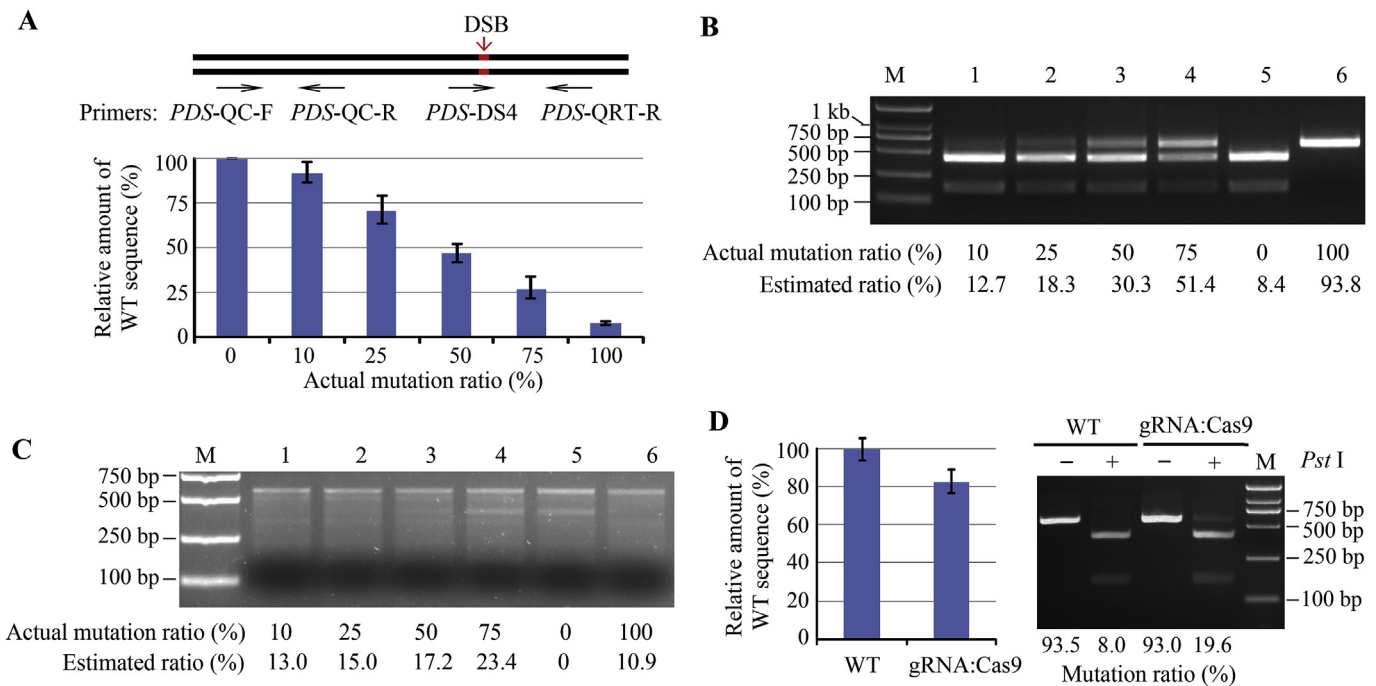 A
DSB
Primers: PDS-QC-F PDS-QC-R PDS-DS4 PDS-QRT-R
Relative amount of
WT sequence (%)
100
75
50
25
0
0 10 25 50 75 100
Actual mutation ratio (%)
B
M 1 2 3 4 5 6
1 kb
750 bp
500 bp
250 bp
100 bp
Actual mutation ratio (%) 10 25 50 75 0 100
Estimated ratio (%) 12.7 18.3 30.3 51.4 8.4 93.8
C
M 1 2 3 4 5 6
750 bp
500 bp
250 bp
100 bp
Actual mutation ratio (%) 10 25 50 75 0 100
Estimated ratio (%) 13.0 15.0 17.2 23.4 0 10.9
D
Relative amount of
WT sequence (%)
100
80
60
40
20
0
WT gRNA:Cas9
WT gRNA:Cas9
− + − + M Pst I
750 bp
500 bp
250 bp
100 bp
93.5 8.0 93.0 19.6
Mutation ratio (%)